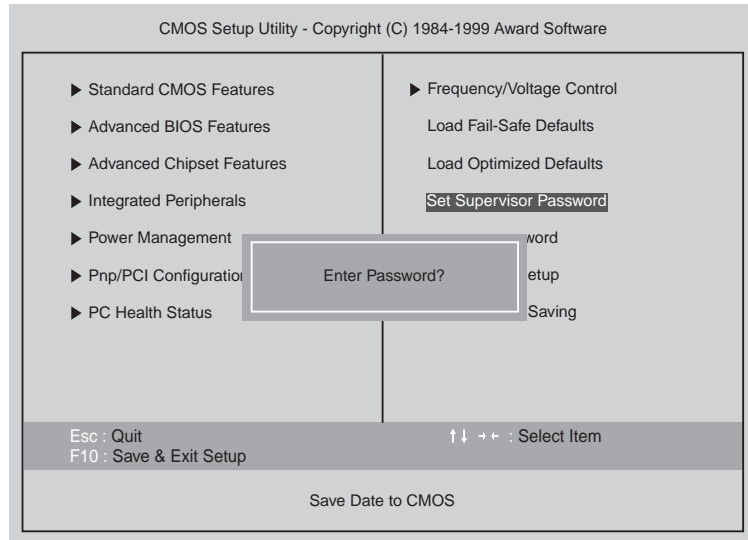 CMOS Setup Utility - Copyright (C) 1984-1999 Award Software
▶ Standard CMOS Features
▶ Advanced BIOS Features
▶ Advanced Chipset Features
▶ Integrated Peripherals
▶ Power Management
▶ Pnp/PCI Configuration
▶ PC Health Status
▶ Frequency/Voltage Control
Load Fail-Safe Defaults
Load Optimized Defaults
Set Supervisor Password
word
etup
Saving
Enter Password?
Esc : Quit
F10 : Save & Exit Setup
↑↓ →← : Select Item
Save Date to CMOS